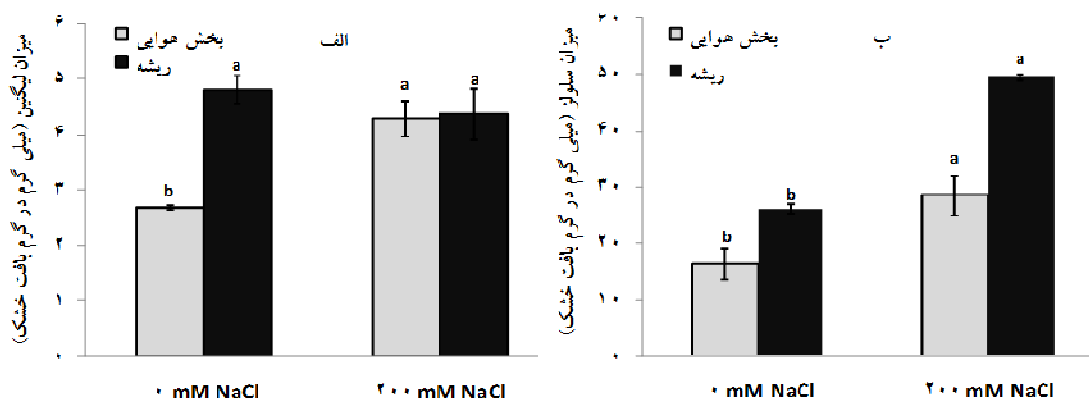 میزان لیگنین (میلی گرم در گرم بافت خشک)
۶
۵
۴
۳
۲
۱
۰
بخش هوایی
ریشه
الف
b
a
a
a
۰ mM NaCl
۲۰۰ mM NaCl
میزان سلولز (میلی گرم در گرم بافت خشک)
۶۰
۵۰
۴۰
۳۰
۲۰
۱۰
۰
بخش هوایی
ریشه
ب
b
b
a
a
۰ mM NaCl
۲۰۰ mM NaCl